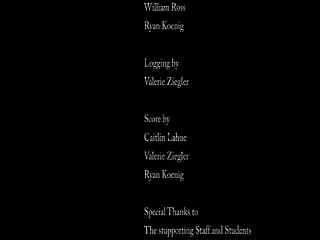 William Ross
Ryan Koenig
Logging by
Valerie Ziegler
Score by
Caitlin Lahue
Valerie Ziegler
Ryan Koenig
Special Thanks to
The stupporting Staff and Students